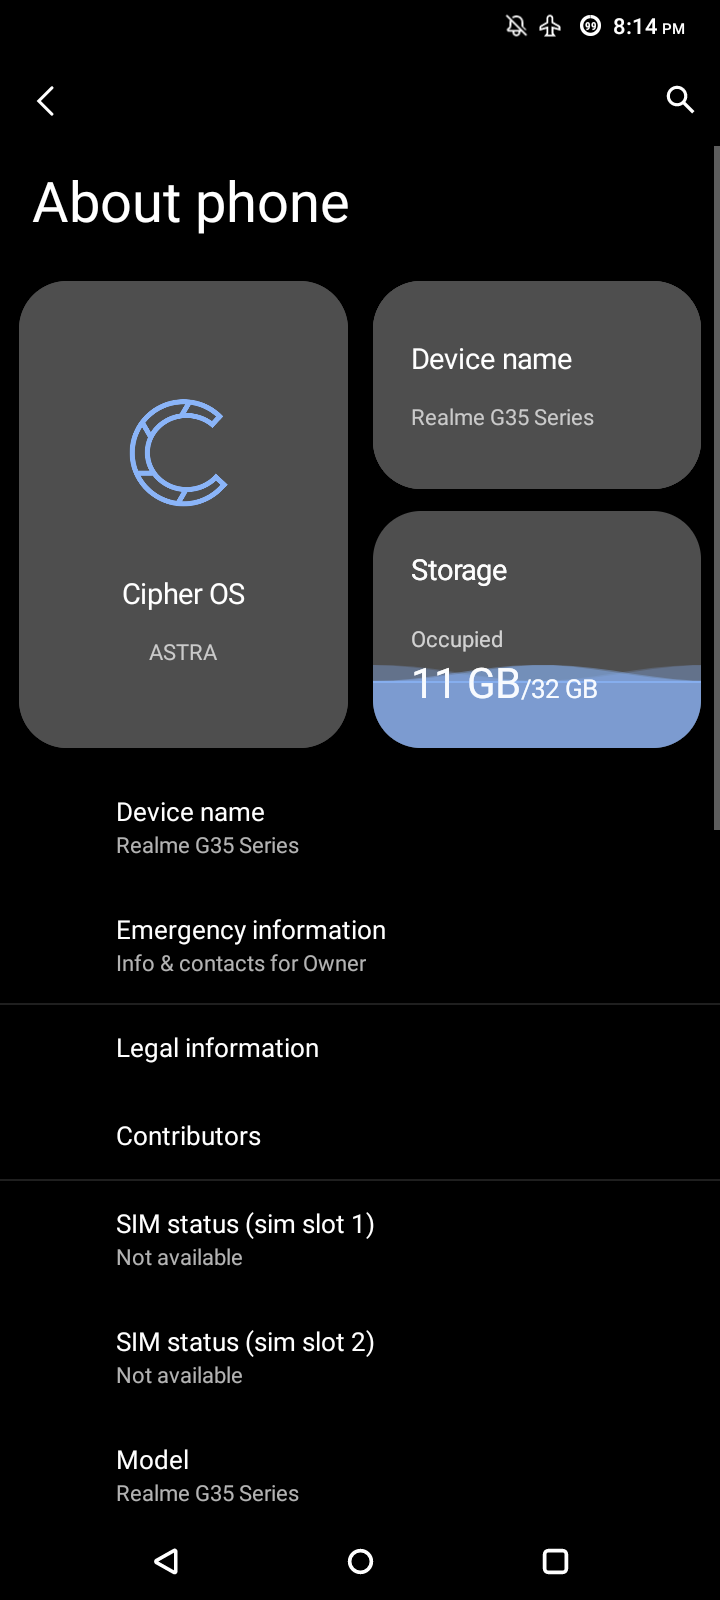 99 8:14 PM
About phone
Cipher OS
ASTRA
Device name
Realme G35 Series
Storage
Occupied
11 GB/32 GB
Device name
Realme G35 Series
Emergency information
Info & contacts for Owner
Legal information
Contributors
SIM status (sim slot 1)
Not available
SIM status (sim slot 2)
Not available
Model
Realme G35 Series